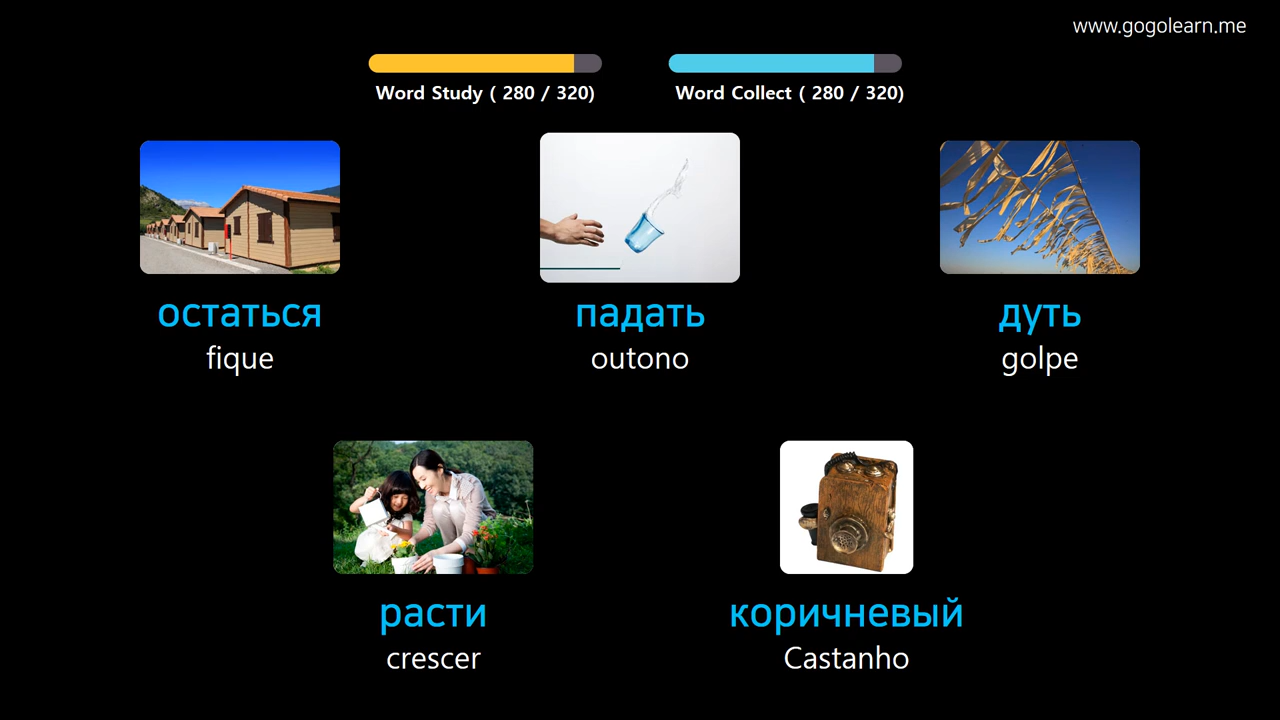 www.gogolearn.me
Word Study ( 280 / 320)
Word Collect ( 280 / 320)
остаться
fique
падать
outono
дуть
golpe
расти
crescer
коричневый
Castanho